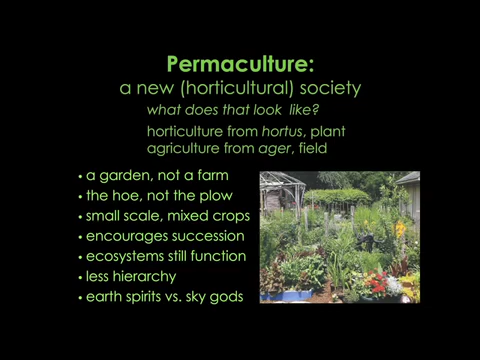 Permaculture:
a new (horticultural) society
what does that look like?
horticulture from hortus, plant
agriculture from ager, field
• a garden, not a farm
• the hoe, not the plow
• small scale, mixed crops
• encourages succession
• ecosystems still function
• less hierarchy
• earth spirits vs. sky gods